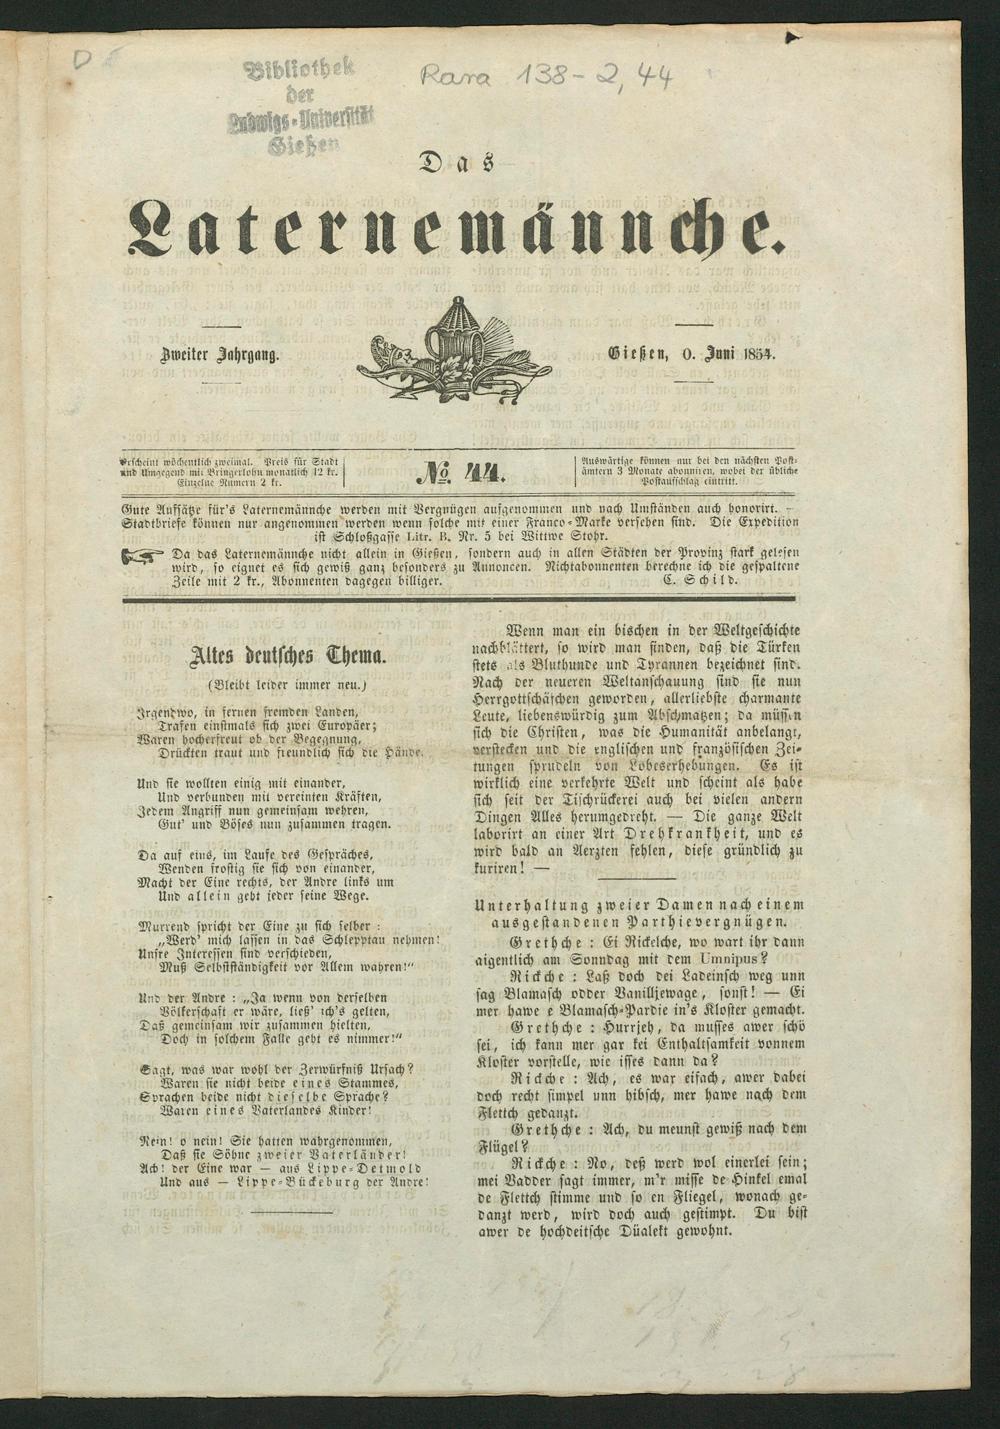 Bibliothek
der
Ludwigs-Universität
Gießen
Rara 138-2,44
Das
Laternemännche.
Zweiter Jahrgang.
Gießen, 0. Juni 1854.
Erscheint wöchentlich zweimal. Preis für Stadt
und Umgegend mit Bringerlohn monatlich 12 kr.
Einzelne Numern 2 kr.
No. 44.
Auswärtige können nur bei den nächsten Post-
ämtern 3 Monate abonniren, wobei der übliche
Postaufschlag eintritt.
Gute Aufsätze für's Laternemännche werden mit Vergnügen aufgenommen und nach Umständen auch honorirt. –
Stadtbriefe können nur angenommen werden wenn solche mit einer Franco-Marke versehen sind. Die Expedition
ist Schloßgasse Litr. B. Nr. 5 bei Wittwe Stohr.
Da das Laternemännche nicht allein in Gießen, sondern auch in allen Städten der Provinz stark gelesen
wird, so eignet es sich gewiß ganz besonders zu Annoncen. Nichtabonnenten berechne ich die gespaltene
Zeile mit 2 kr., Abonnenten dagegen billiger. C. Schild.
Altes deutsches Thema.
(Bleibt leider immer neu.)
Irgendwo, in fernen fremden Landen,
Trafen einstmals sich zwei Europäer;
Waren hocherfreut ob der Begegnung,
Drückten traut und freundlich sich die Hände.
Und sie wollten einig mit einander,
Und verbunden mit vereinten Kräften,
Jedem Angriff nun gemeinsam wehren,
Gut' und Böses nun zusammen tragen.
Da auf eins, im Laufe des Gespräches,
Wenden frostig sie sich von einander,
Macht der Eine rechts, der Andre links um
Und allein geht jeder seine Wege.
Murrend spricht der Eine zu sich selber:
„Werd' mich lassen in das Schlepptau nehmen!
Unsre Interessen sind verschieden,
Muß Selbstständigkeit vor Allem wahren!“
Und der Andre: „Ja wenn von derselben
Völkerschaft er wäre, ließ' ich's gelten,
Daß gemeinsam wir zusammen hielten,
Doch in solchem Falle geht es nimmer!“
Sagt, was war wohl der Zerwürfniß Ursach?
Waren sie nicht beide eines Stammes,
Sprachen beide nicht dieselbe Sprache?
Waren eines Vaterlandes Kinder!
Nein! o nein! Sie hatten wahrgenommen,
Daß sie Söhne zweier Vaterländer!
Ach! der Eine war — aus Lippe-Detmold
Und aus — Lippe-Bückeburg der Andre!
Wenn man ein bischen in der Weltgeschichte
nachblättert, so wird man finden, daß die Türken
stets als Bluthunde und Tyrannen bezeichnet sind.
Nach der neueren Weltanschauung sind sie nun
Herrgottschäfchen geworden, allerliebste charmante
Leute, liebenswürdig zum Abschmatzen; da müssen
sich die Christen, was die Humanität anbelangt,
verstecken und die englischen und französischen Zei-
tungen sprudeln von Lobeserhebungen. Es ist
wirklich eine verkehrte Welt und scheint als habe
sich seit der Tischrückerei auch bei vielen andern
Dingen Alles herumgedreht. — Die ganze Welt
laborirt an einer Art Drehkrankheit, und es
wird bald an Aerzten fehlen, diese gründlich zu
kuriren! —
Unterhaltung zweier Damen nach einem
ausgestandenen Parthievergnügen.
Grethche: Ei Rickelche, wo wart ihr dann
aigentlich am Sonndag mit dem Umnipus?
Rickche: Laß doch dei Ladeinsch weg unn
sag Blamasch odder Vanilljewage, sonst! — Ei
mer hawe e Blamasch-Pardie in's Kloster gemacht.
Grethche: Hurrjeh, da musses awer schö
sei, ich kann mer gar kei Enthaltsamkeit vonnem
Kloster vorstelle, wie isses dann da?
Rickche: Ach, es war eifach, awer dabei
doch recht simpel unn hibsch, mer hawe nach dem
Flettch gedanzt.
Grethche: Ach, du meunst gewiß nach dem
Flügel?
Rickche: No, deß werd wol einerlei sein;
mei Vadder sagt immer, m'r misse de Hinkel emal
de Flettch stimme und so en Fliegel, wonach ge-
danzt werd, wird doch auch gestimpt. Du bist
awer de hochdeitsche Düalekt gewohnt.